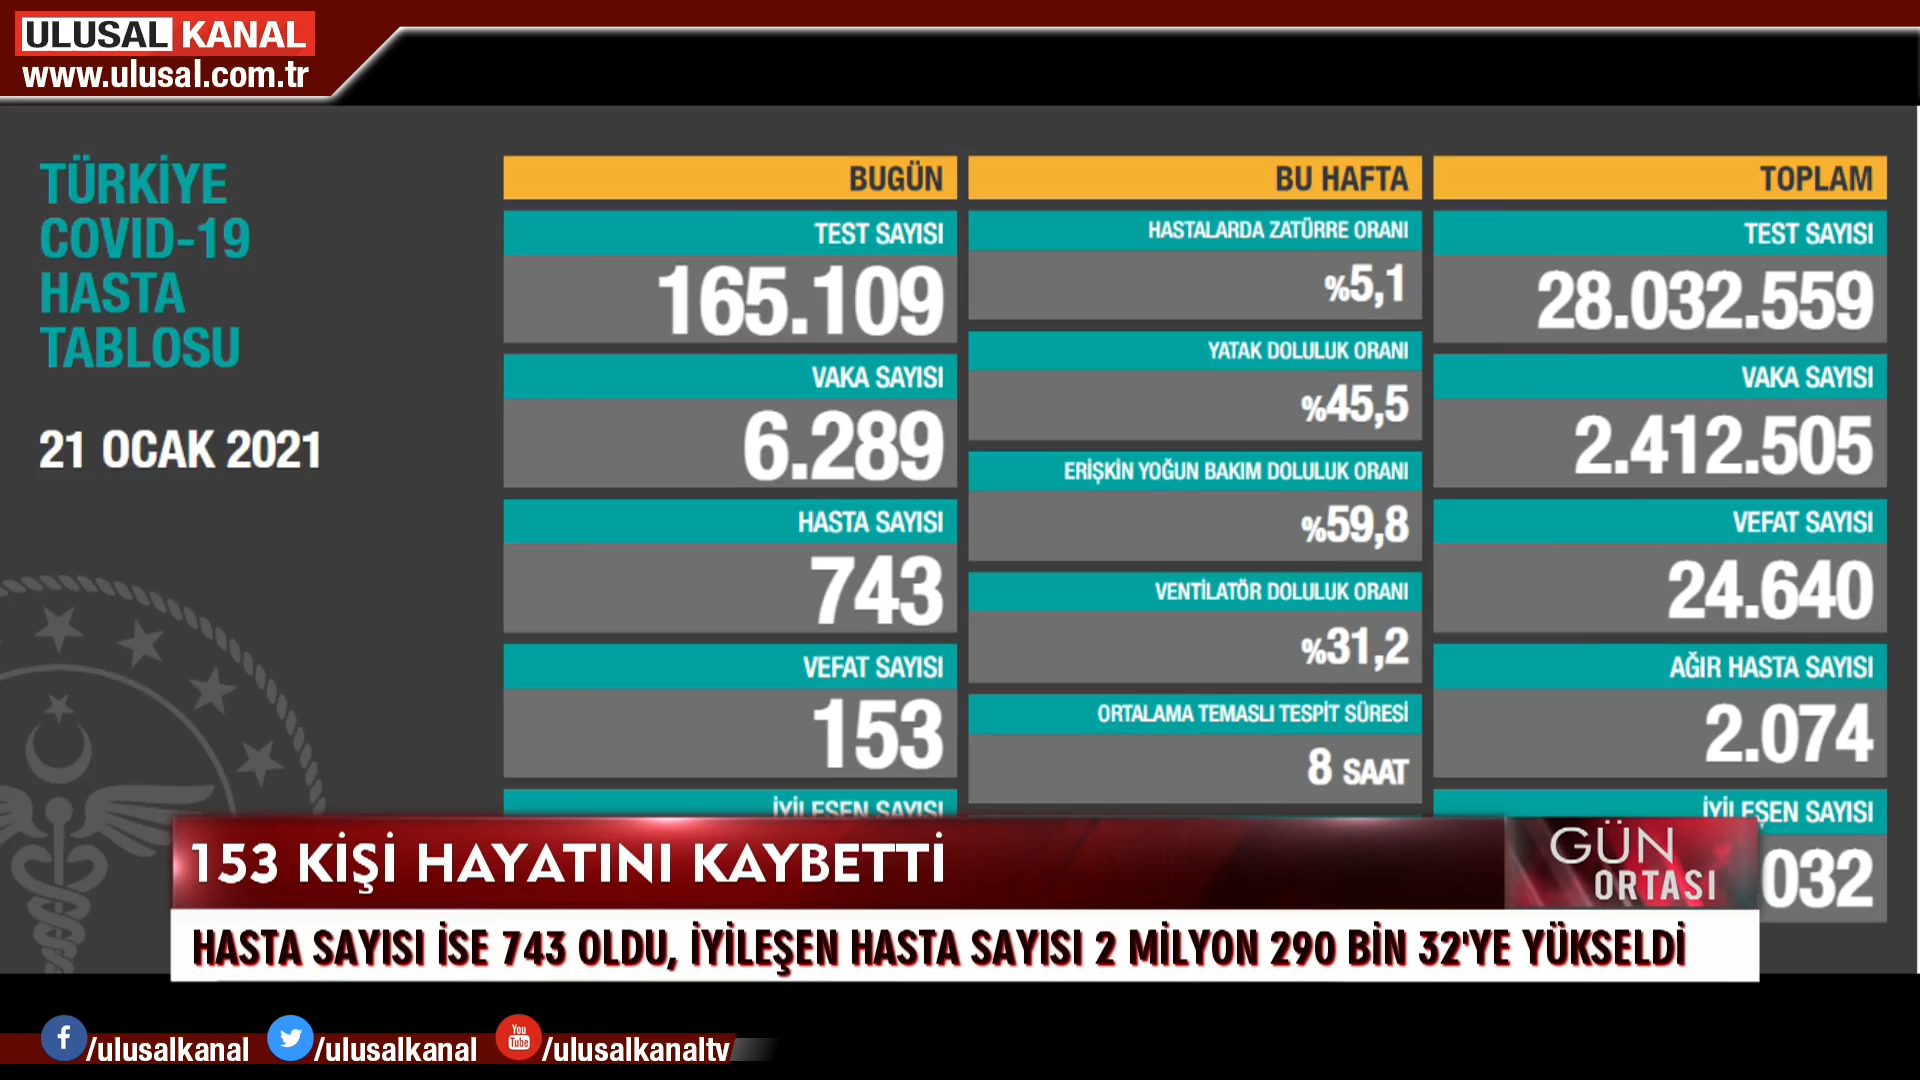 ULUSAL KANAL
www.ulusal.com.tr
TÜRKİYE
COVID-19
HASTA
TABLOSU
21 OCAK 2021
BUGÜN
TEST SAYISI
165.109
VAKA SAYISI
6.289
HASTA SAYISI
743
VEFAT SAYISI
153
İYİLEŞEN SAYISI
BU HAFTA
HASTALARDA ZATÜRRE ORANI
%5,1
YATAK DOLULUK ORANI
%45,5
ERİŞKİN YOĞUN BAKIM DOLULUK ORANI
%59,8
VENTİLATÖR DOLULUK ORANI
%31,2
ORTALAMA TEMASLI TESPİT SÜRESİ
8 SAAT
TOPLAM
TEST SAYISI
28.032.559
VAKA SAYISI
2.412.505
VEFAT SAYISI
24.640
AĞIR HASTA SAYISI
2.074
İYİLEŞEN SAYISI
032
153 KİŞİ HAYATINI KAYBETTİ
GÜN
ORTASI
HASTA SAYISI İSE 743 OLDU, İYİLEŞEN HASTA SAYISI 2 MİLYON 290 BİN 32'YE YÜKSELDİ
/ulusalkanal
/ulusalkanal
You
Tube
/ulusalkanaltv